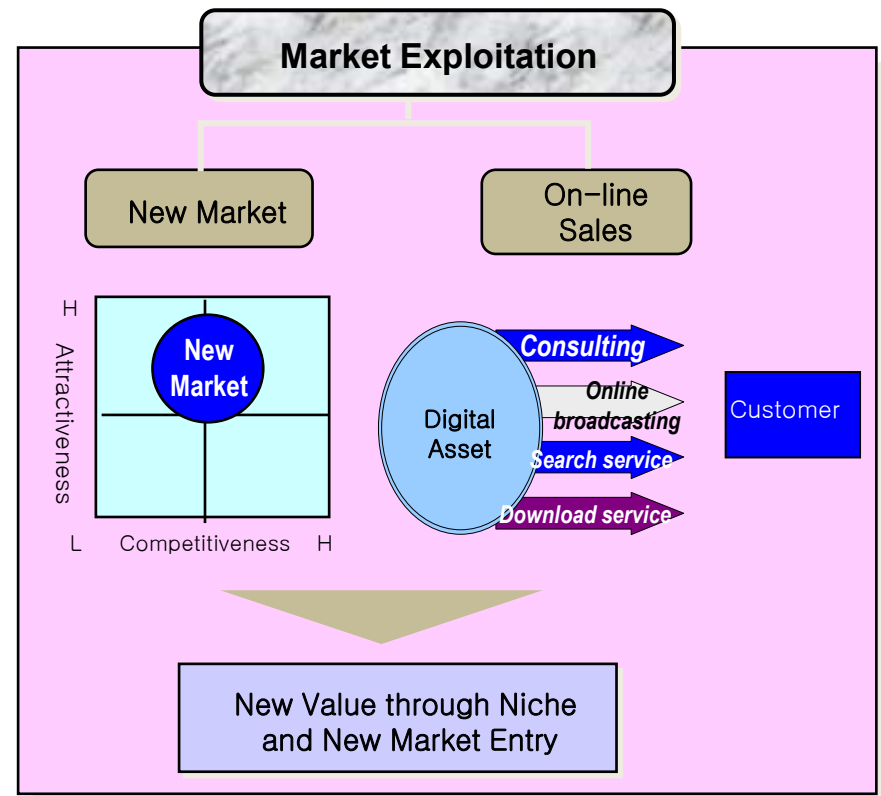 Market Exploitation
New Market
On-line
Sales
H
Attractiveness
New
Market
L
Competitiveness
H
Digital
Asset
Consulting
Online
broadcasting
Search service
Download service
Customer
New Value through Niche
and New Market Entry